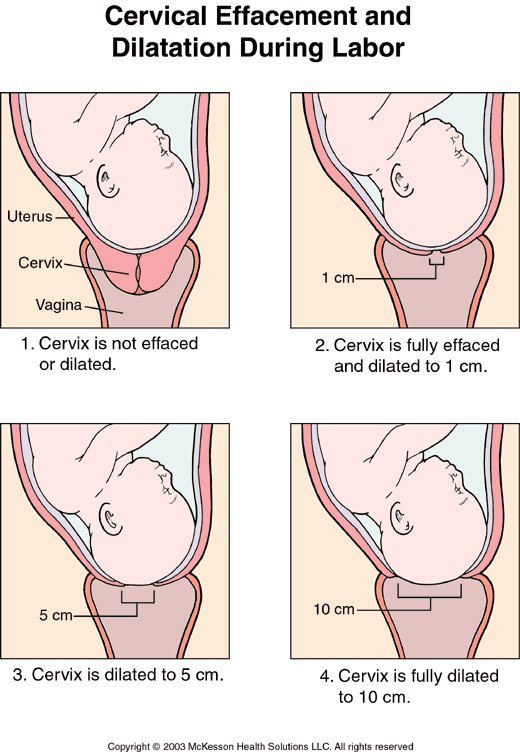 Cervical Effacement and
Dilatation During Labor
Uterus
Cervix
Vagina
1. Cervix is not effaced
or dilated.
1 cm
2. Cervix is fully effaced
and dilated to 1 cm.
5 cm
3. Cervix is dilated to 5 cm.
10 cm
4. Cervix is fully dilated
to 10 cm.
Copyright © 2003 McKesson Health Solutions LLC. All rights reserved